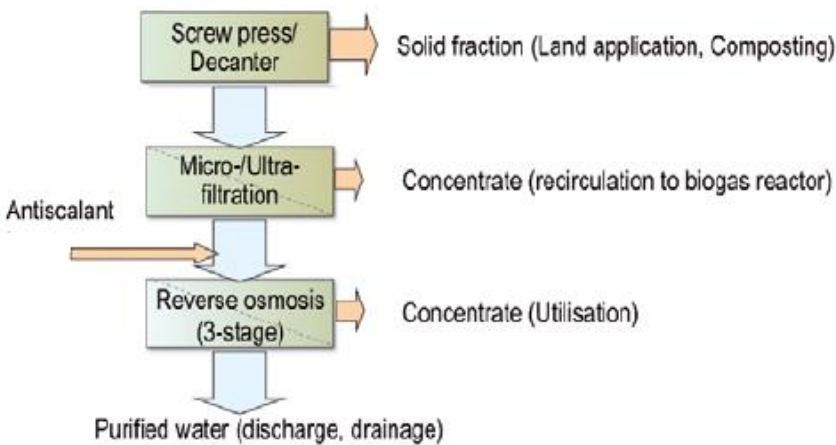 Screw press/
Decanter
Solid fraction (Land application, Composting)
Micro-/Ultra-
filtration
Concentrate (recirculation to biogas reactor)
Antiscalant
Reverse osmosis
(3-stage)
Concentrate (Utilisation)
Purified water (discharge, drainage)